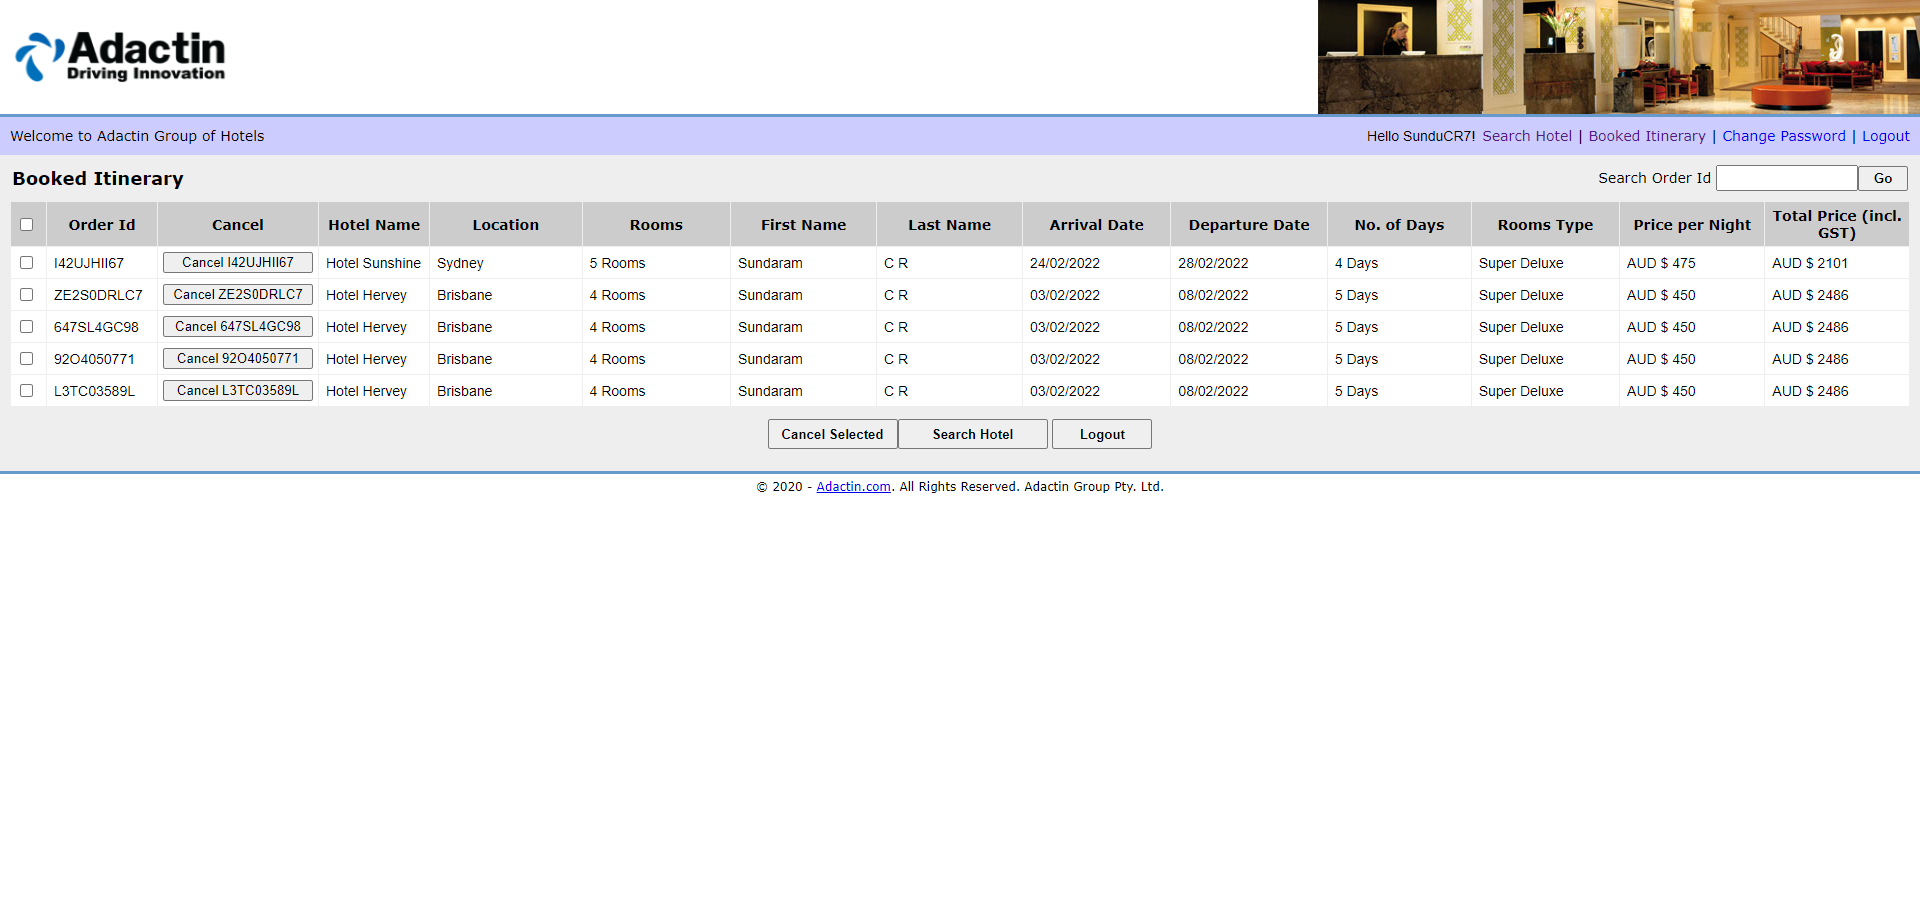 Adactin
Driving Innovation
Welcome to Adactin Group of Hotels
Hello SunduCR7! Search Hotel | Booked Itinerary | Change Password | Logout
Booked Itinerary
Search Order Id Go
Order Id Cancel Hotel Name Location Rooms First Name Last Name Arrival Date Departure Date No. of Days Rooms Type Price per Night Total Price (incl. GST)
I42UJHII67 Cancel I42UJHII67 Hotel Sunshine Sydney 5 Rooms Sundaram C R 24/02/2022 28/02/2022 4 Days Super Deluxe AUD $ 475 AUD $ 2101
ZE2S0DRLC7 Cancel ZE2S0DRLC7 Hotel Hervey Brisbane 4 Rooms Sundaram C R 03/02/2022 08/02/2022 5 Days Super Deluxe AUD $ 450 AUD $ 2486
647SL4GC98 Cancel 647SL4GC98 Hotel Hervey Brisbane 4 Rooms Sundaram C R 03/02/2022 08/02/2022 5 Days Super Deluxe AUD $ 450 AUD $ 2486
92O4050771 Cancel 92O4050771 Hotel Hervey Brisbane 4 Rooms Sundaram C R 03/02/2022 08/02/2022 5 Days Super Deluxe AUD $ 450 AUD $ 2486
L3TC03589L Cancel L3TC03589L Hotel Hervey Brisbane 4 Rooms Sundaram C R 03/02/2022 08/02/2022 5 Days Super Deluxe AUD $ 450 AUD $ 2486
Cancel Selected Search Hotel Logout
© 2020 - Adactin.com. All Rights Reserved. Adactin Group Pty. Ltd.